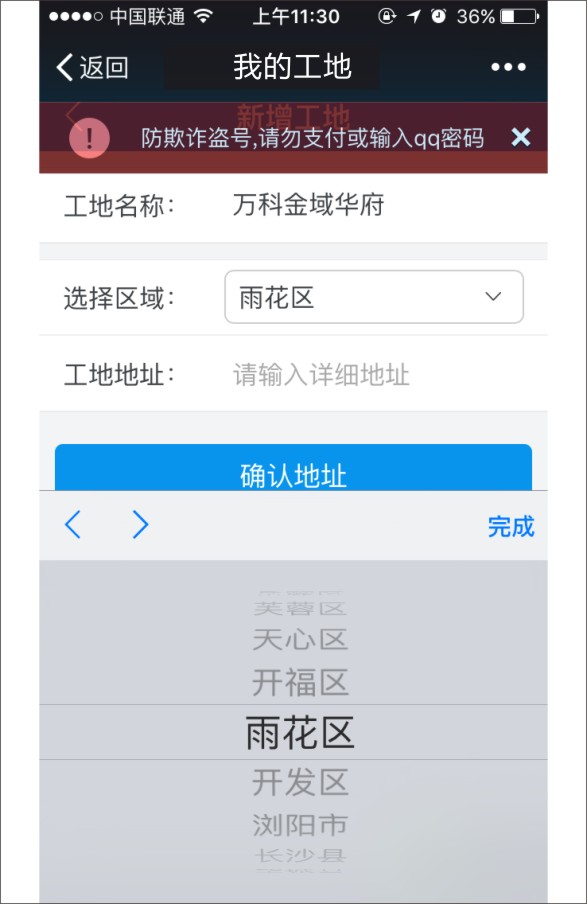 中国联通 上午11:30 36%
返回 我的工地
新增工地
防欺诈盗号,请勿支付或输入qq密码
工地名称： 万科金域华府
选择区域： 雨花区
工地地址： 请输入详细地址
确认地址
完成
芙蓉区
天心区
开福区
雨花区
开发区
浏阳市
长沙县